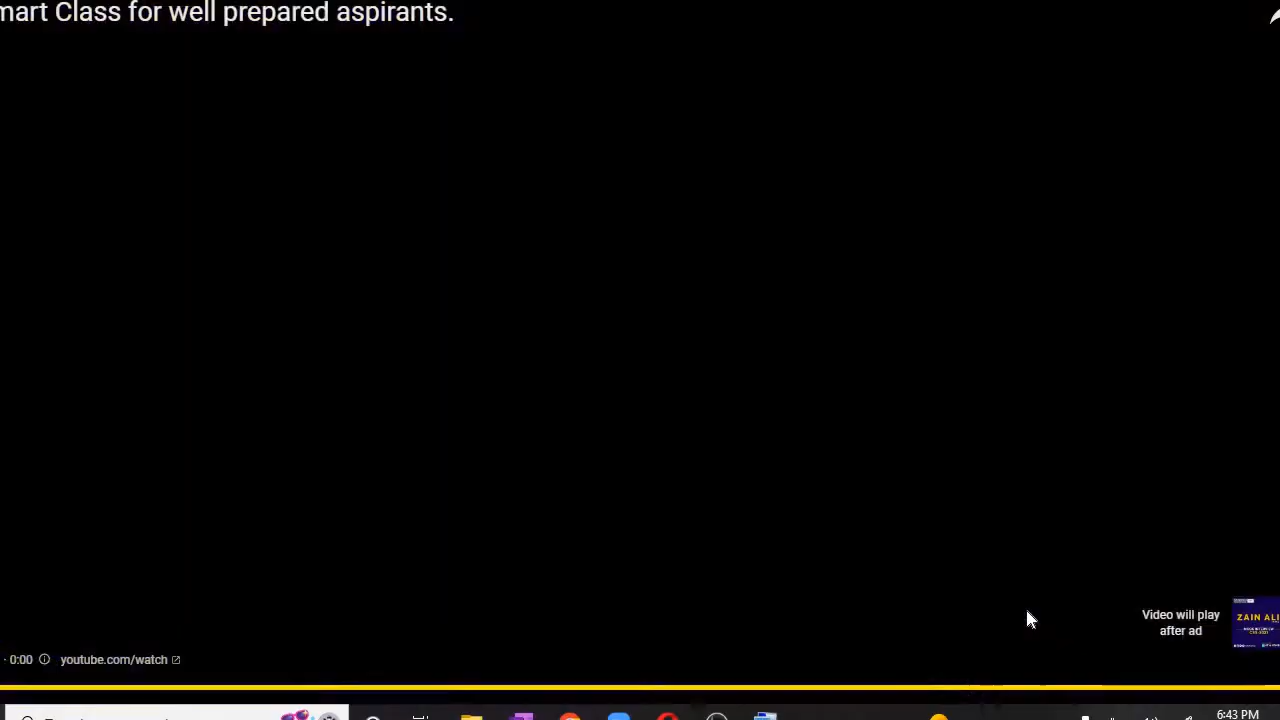 mart Class for well prepared aspirants.
Video will play
after ad
ZAIN ALI
· 0:00
youtube.com/watch
6:43 PM